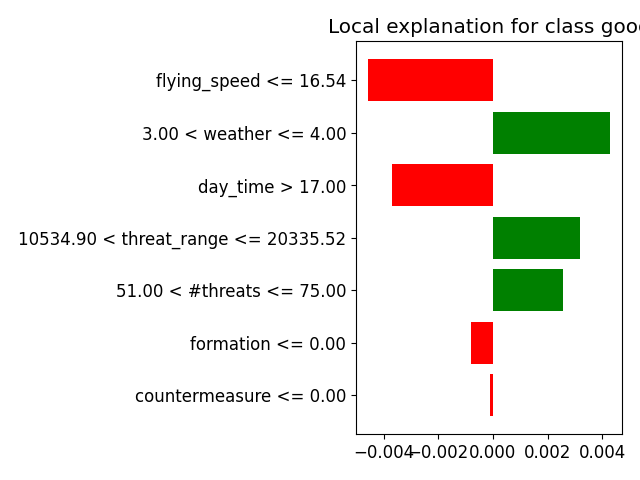 Local explanation for class goo
flying_speed <= 16.54
3.00 < weather <= 4.00
day_time > 17.00
10534.90 < threat_range <= 20335.52
51.00 < #threats <= 75.00
formation <= 0.00
countermeasure <= 0.00
−0.004 −0.002 0.000 0.002 0.004